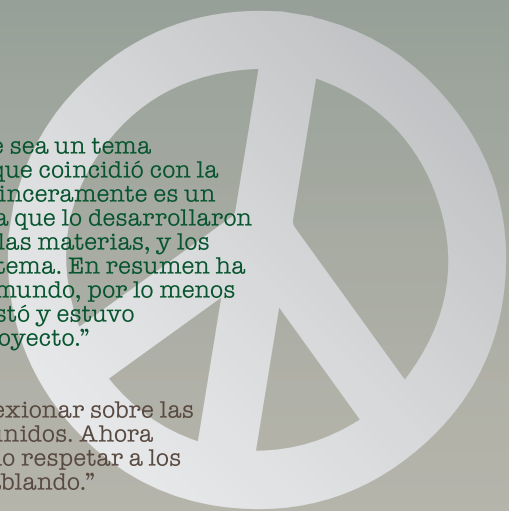 e sea un tema
que coincidió con la
inceramente es un
a que lo desarrollaron
las materias, y los
tema. En resumen ha
mundo, por lo menos
stó y estuvo
oyecto.”
exionar sobre las
unidos. Ahora
o respetar a los
blando.”